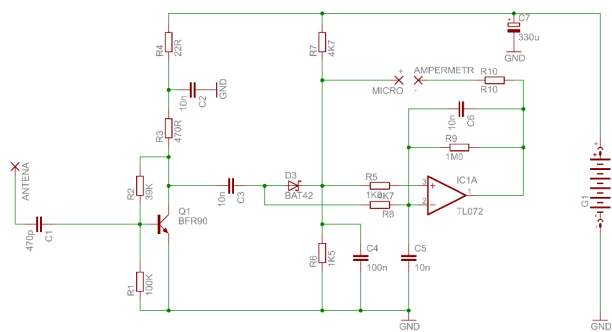 C7
330u
GND
R4
22R
R7
4K7
10n
C2
GND
+
MICRO
AMPERMETR
-
R10
R10
R3
470R
10n
C6
R9
1M0
ANTENA
R2
39K
D3
BAT42
10n
C3
R5
1K0
4K7
R8
IC1A
3
2
1
TL072
G1
Q1
BFR90
470p
C1
R1
100K
R6
1K5
C4
100n
C5
10n
GND
GND